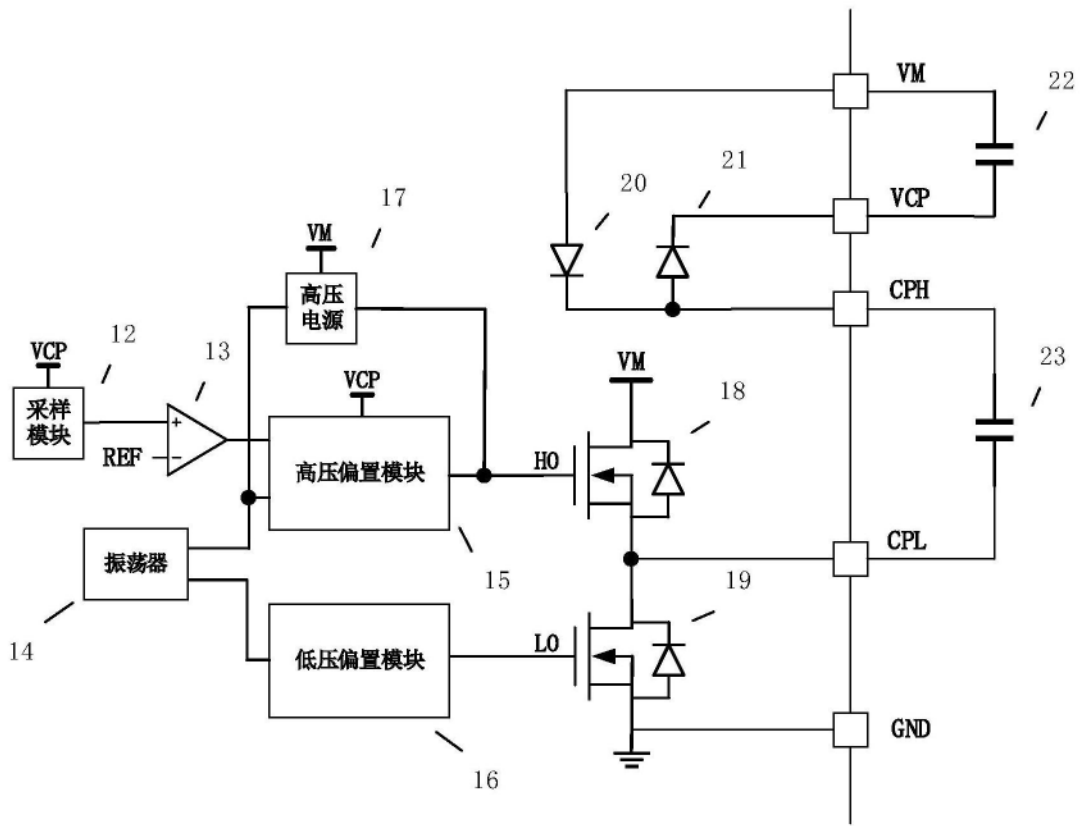 VM
22
20
21
17
VCP
VM
高压
电源
CPH
12
13
VCP
VM
23
VCP
18
采样
模块
+
REF
-
高压偏置模块
HO
振荡器
CPL
15
19
14
LO
低压偏置模块
GND
16